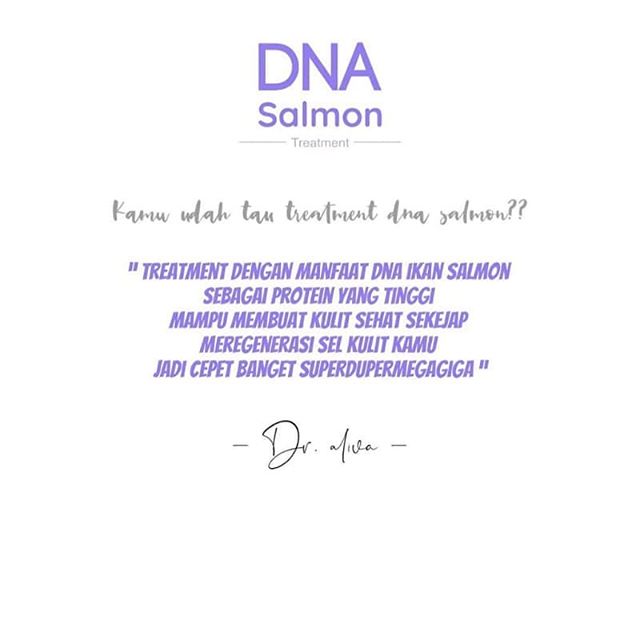 DNA
Salmon
Treatment
Kamu udah tau treatment dna salmon??
" TREATMENT DENGAN MANFAAT DNA IKAN SALMON
SEBAGAI PROTEIN YANG TINGGI
MAMPU MEMBUAT KULIT SEHAT SEKEJAP
MEREGENERASI SEL KULIT KAMU
JADI CEPET BANGET SUPERDUPERMEGAGIGA "
— Dr. aliva —